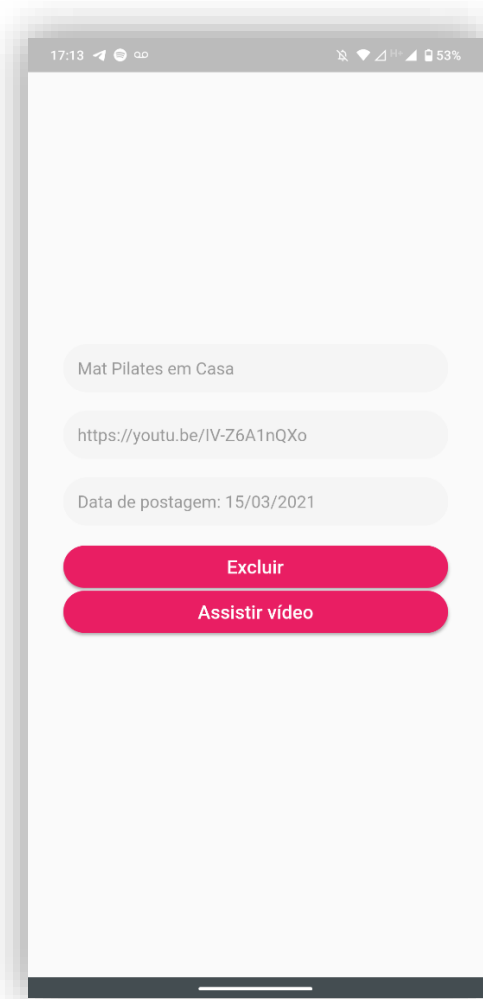 17:13 53%
Mat Pilates em Casa
https://youtu.be/IV-Z6A1nQXo
Data de postagem: 15/03/2021
Excluir
Assistir vídeo